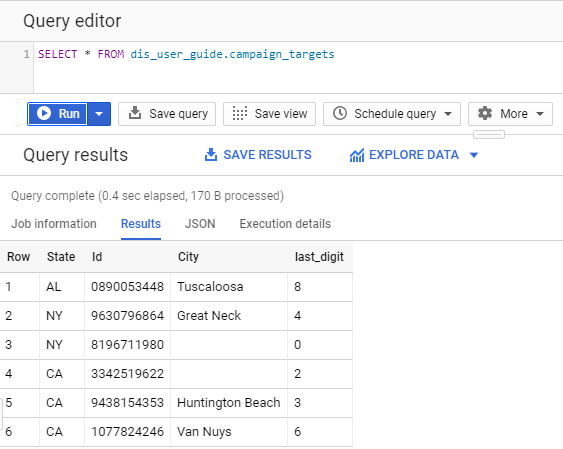 Query editor
1 SELECT * FROM dis_user_guide.campaign_targets
Run Save query Save view Schedule query More
Query results SAVE RESULTS EXPLORE DATA
Query complete (0.4 sec elapsed, 170 B processed)
Job information Results JSON Execution details
Row State Id City last_digit
1 AL 0890053448 Tuscaloosa 8
2 NY 9630796864 Great Neck 4
3 NY 8196711980 0
4 CA 3342519622 2
5 CA 9438154353 Huntington Beach 3
6 CA 1077824246 Van Nuys 6